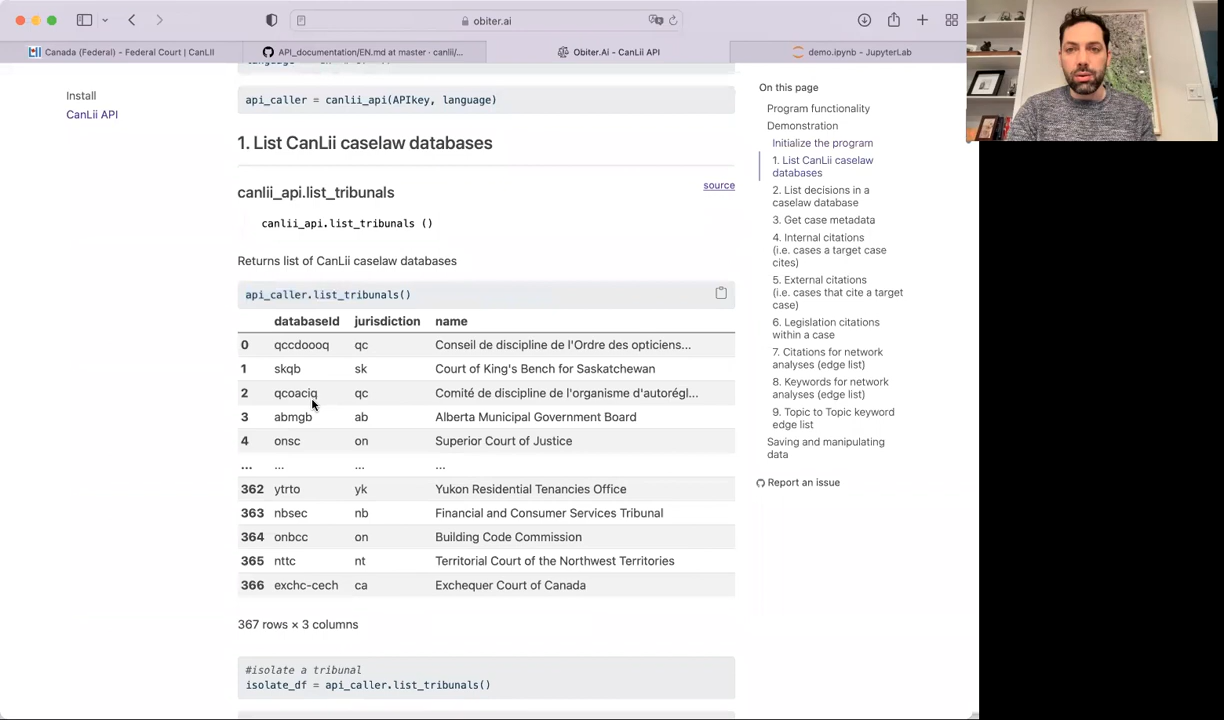 obiter.ai
Canada (Federal) - Federal Court | CanLII
API_documentation/EN.md at master · canlii/...
Obiter.Ai - CanLii API
demo.ipynb - JupyterLab
Install
CanLii API
api_caller = canlii_api(APIkey, language)
1. List CanLii caselaw databases
canlii_api.list_tribunals
source
canlii_api.list_tribunals ()
Returns list of CanLii caselaw databases
api_caller.list_tribunals()
databaseId jurisdiction name
0 qccdoooq qc Conseil de discipline de l'Ordre des opticiens...
1 skqb sk Court of King's Bench for Saskatchewan
2 qcoaciq qc Comité de discipline de l'organisme d'autorégl...
3 abmgb ab Alberta Municipal Government Board
4 onsc on Superior Court of Justice
... ... ... ...
362 ytrto yk Yukon Residential Tenancies Office
363 nbsec nb Financial and Consumer Services Tribunal
364 onbcc on Building Code Commission
365 nttc nt Territorial Court of the Northwest Territories
366 exchc-cech ca Exchequer Court of Canada
367 rows × 3 columns
#isolate a tribunal
isolate_df = api_caller.list_tribunals()
On this page
Program functionality
Demonstration
Initialize the program
1. List CanLii caselaw
databases
2. List decisions in a
caselaw database
3. Get case metadata
4. Internal citations
(i.e. cases a target case
cites)
5. External citations
(i.e. cases that cite a target
case)
6. Legislation citations
within a case
7. Citations for network
analyses (edge list)
8. Keywords for network
analyses (edge list)
9. Topic to Topic keyword
edge list
Saving and manipulating
data
Report an issue